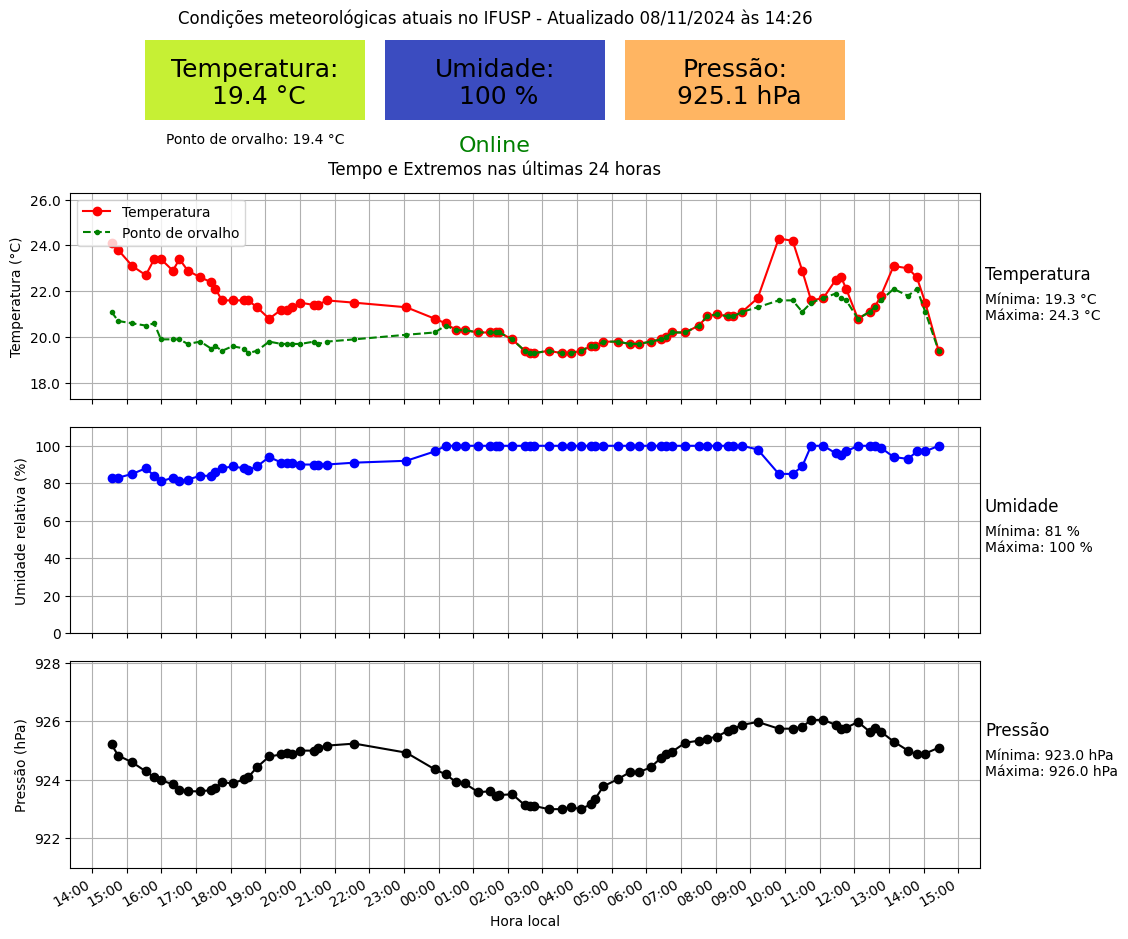 Condições meteorológicas atuais no IFUSP - Atualizado 08/11/2024 às 14:26
Temperatura:
19.4 °C
Umidade:
100 %
Pressão:
925.1 hPa
Ponto de orvalho: 19.4 °C
Online
Tempo e Extremos nas últimas 24 horas
Temperatura (°C)
26.0
24.0
22.0
20.0
18.0
Temperatura
Ponto de orvalho
Temperatura
Mínima: 19.3 °C
Máxima: 24.3 °C
Umidade relativa (%)
100
80
60
40
20
0
Umidade
Mínima: 81 %
Máxima: 100 %
Pressão (hPa)
928
926
924
922
Pressão
Mínima: 923.0 hPa
Máxima: 926.0 hPa
14:00 15:00 16:00 17:00 18:00 19:00 20:00 21:00 22:00 23:00 00:00 01:00 02:00 03:00 04:00 05:00 06:00 07:00 08:00 09:00 10:00 11:00 12:00 13:00 14:00 15:00
Hora local